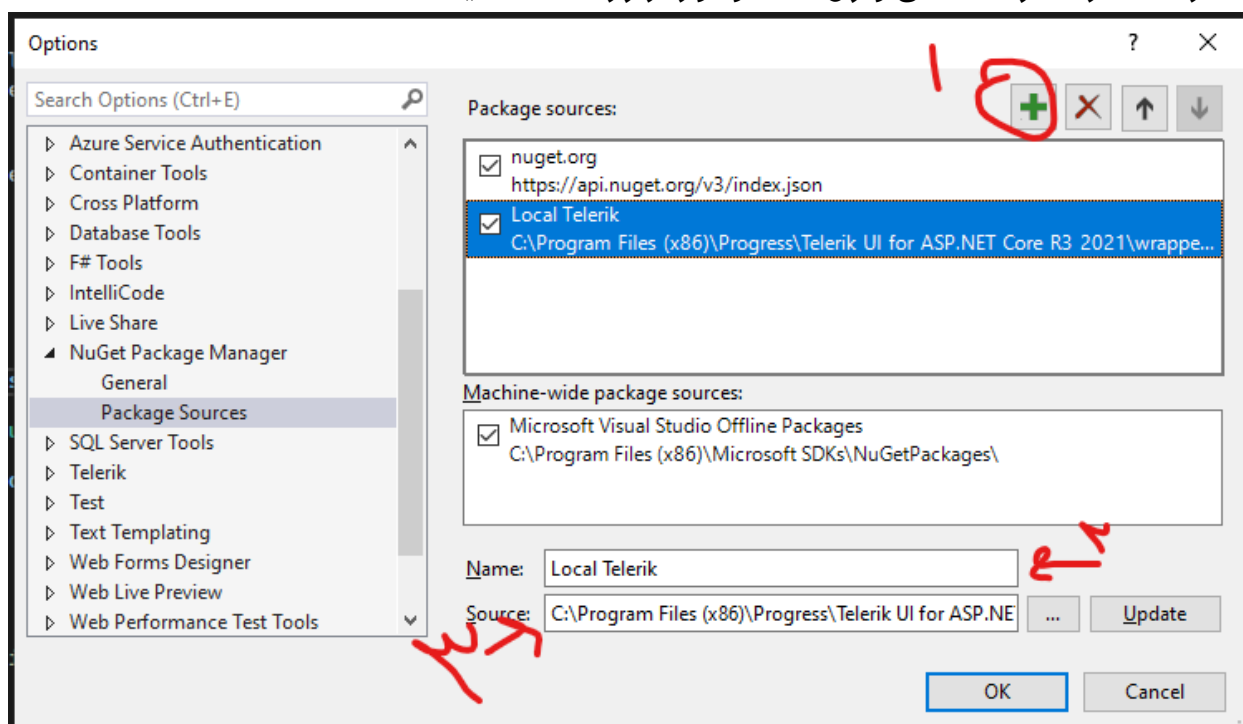 Options
?
Search Options (Ctrl+E)
Azure Service Authentication
Container Tools
Cross Platform
Database Tools
F# Tools
IntelliCode
Live Share
NuGet Package Manager
General
Package Sources
SQL Server Tools
Telerik
Test
Text Templating
Web Forms Designer
Web Live Preview
Web Performance Test Tools
۱
Package sources:
nuget.org
https://api.nuget.org/v3/index.json
Local Telerik
C:\Program Files (x86)\Progress\Telerik UI for ASP.NET Core R3 2021\wrappe...
Machine-wide package sources:
Microsoft Visual Studio Offline Packages
C:\Program Files (x86)\Microsoft SDKs\NuGetPackages\
۲
Name: Local Telerik
۳
Source: C:\Program Files (x86)\Progress\Telerik UI for ASP.NE ... Update
OK Cancel